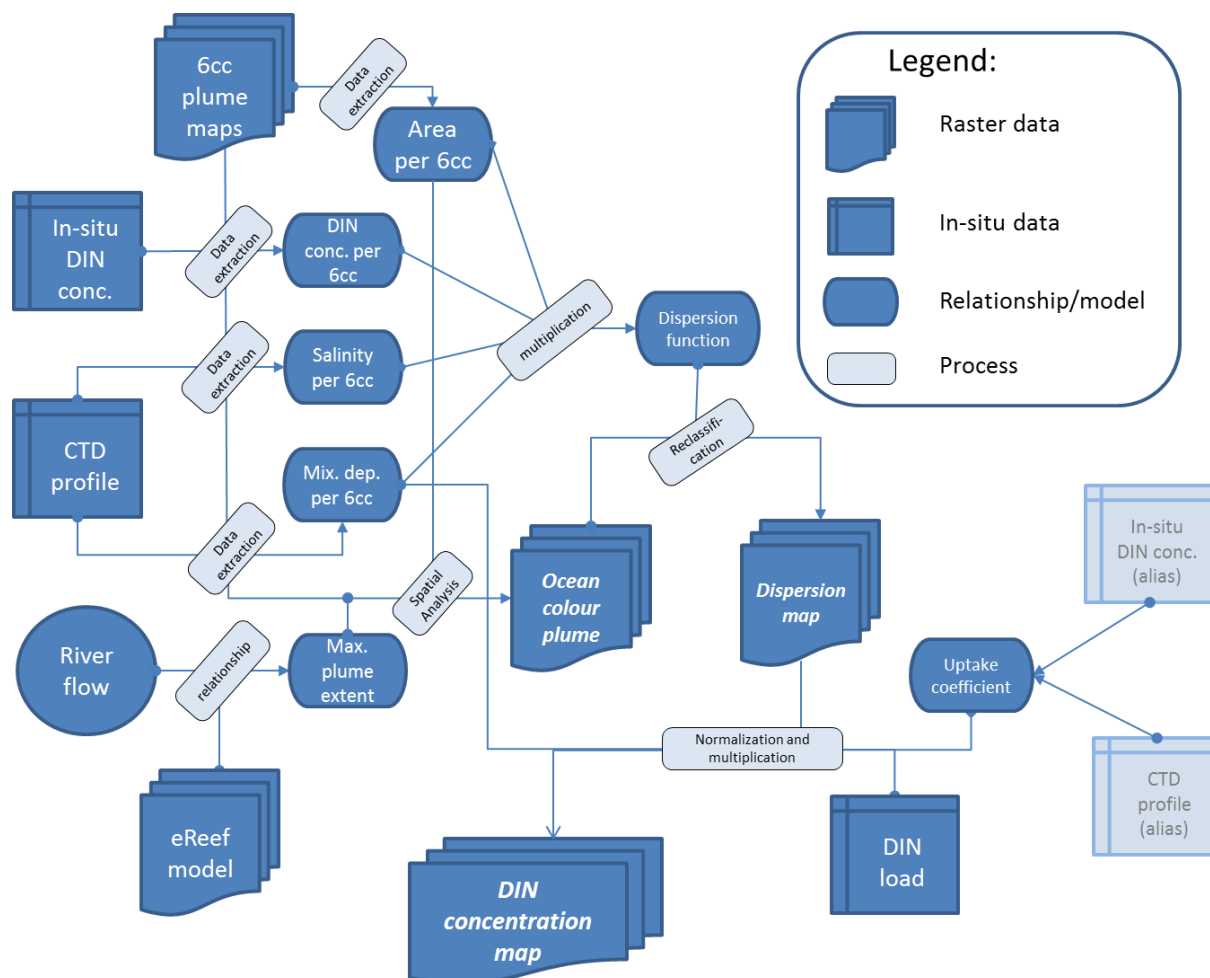 6cc
plume
maps
Data
extraction
Area
per 6cc
Legend:
Raster data
In-situ data
Relationship/model
Process
In-situ
DIN
conc.
Data
extraction
DIN
conc. per
6cc
multiplication
Dispersion
function
Data
extraction
Salinity
per 6cc
CTD
profile
Mix. dep.
per 6cc
Reclassifi-
cation
Data
extraction
Spatial
Analysis
Ocean
colour
plume
Dispersion
map
In-situ
DIN conc.
(alias)
River
flow
relationship
Max.
plume
extent
Uptake
coefficient
Normalization and
multiplication
CTD
profile
(alias)
eReef
model
DIN
load
DIN
concentration
map